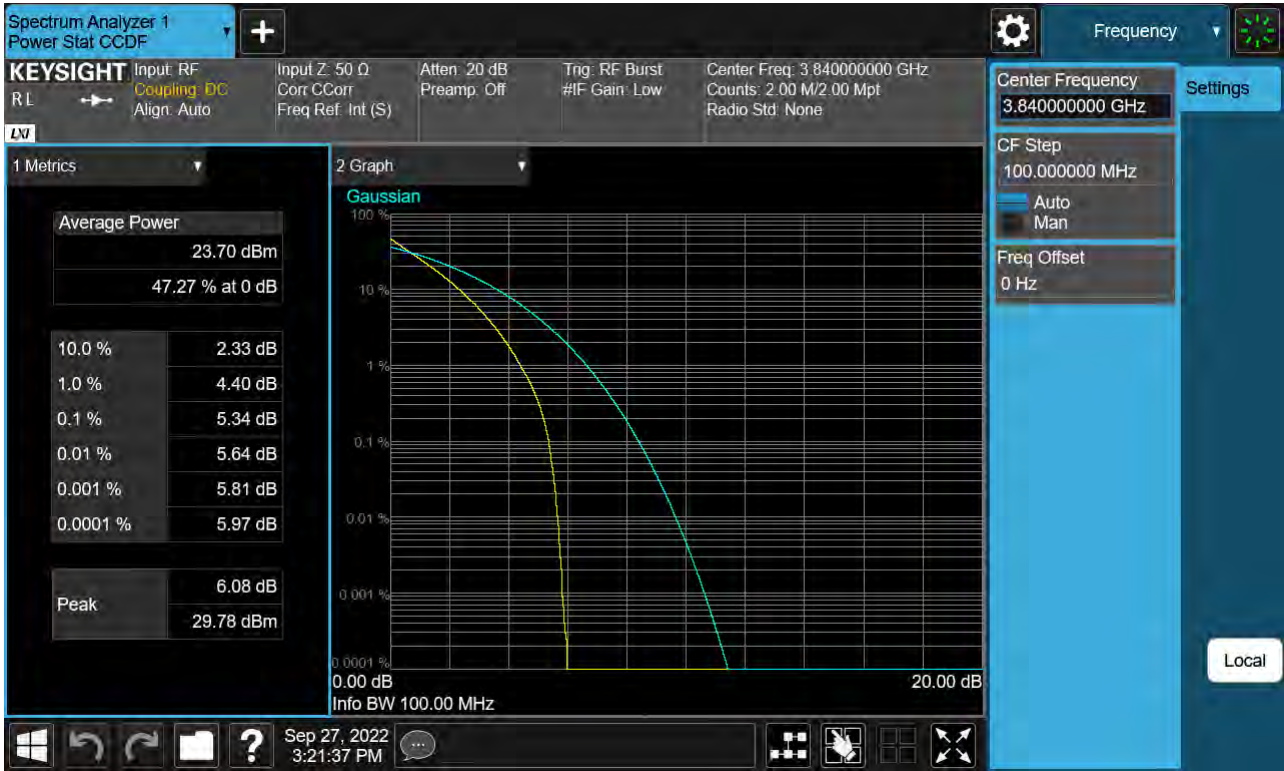 Spectrum Analyzer 1
Power Stat CCDF
Frequency
KEYSIGHT
R L
LXI
Input: RF
Coupling: DC
Align: Auto
Input Z: 50 Ω
Corr CCorr
Freq Ref: Int (S)
Atten: 20 dB
Preamp: Off
Trig: RF Burst
#IF Gain: Low
Center Freq: 3.840000000 GHz
Counts: 2.00 M/2.00 Mpt
Radio Std: None
Center Frequency
3.840000000 GHz
Settings
CF Step
100.000000 MHz
Auto
Man
Freq Offset
0 Hz
1 Metrics
Average Power
23.70 dBm
47.27 % at 0 dB
10.0 % 2.33 dB
1.0 % 4.40 dB
0.1 % 5.34 dB
0.01 % 5.64 dB
0.001 % 5.81 dB
0.0001 % 5.97 dB
Peak
6.08 dB
29.78 dBm
2 Graph
Gaussian
100 %
10 %
1 %
0.1 %
0.01 %
0.001 %
0.0001 %
0.00 dB 20.00 dB
Info BW 100.00 MHz
Local
?
Sep 27, 2022
3:21:37 PM